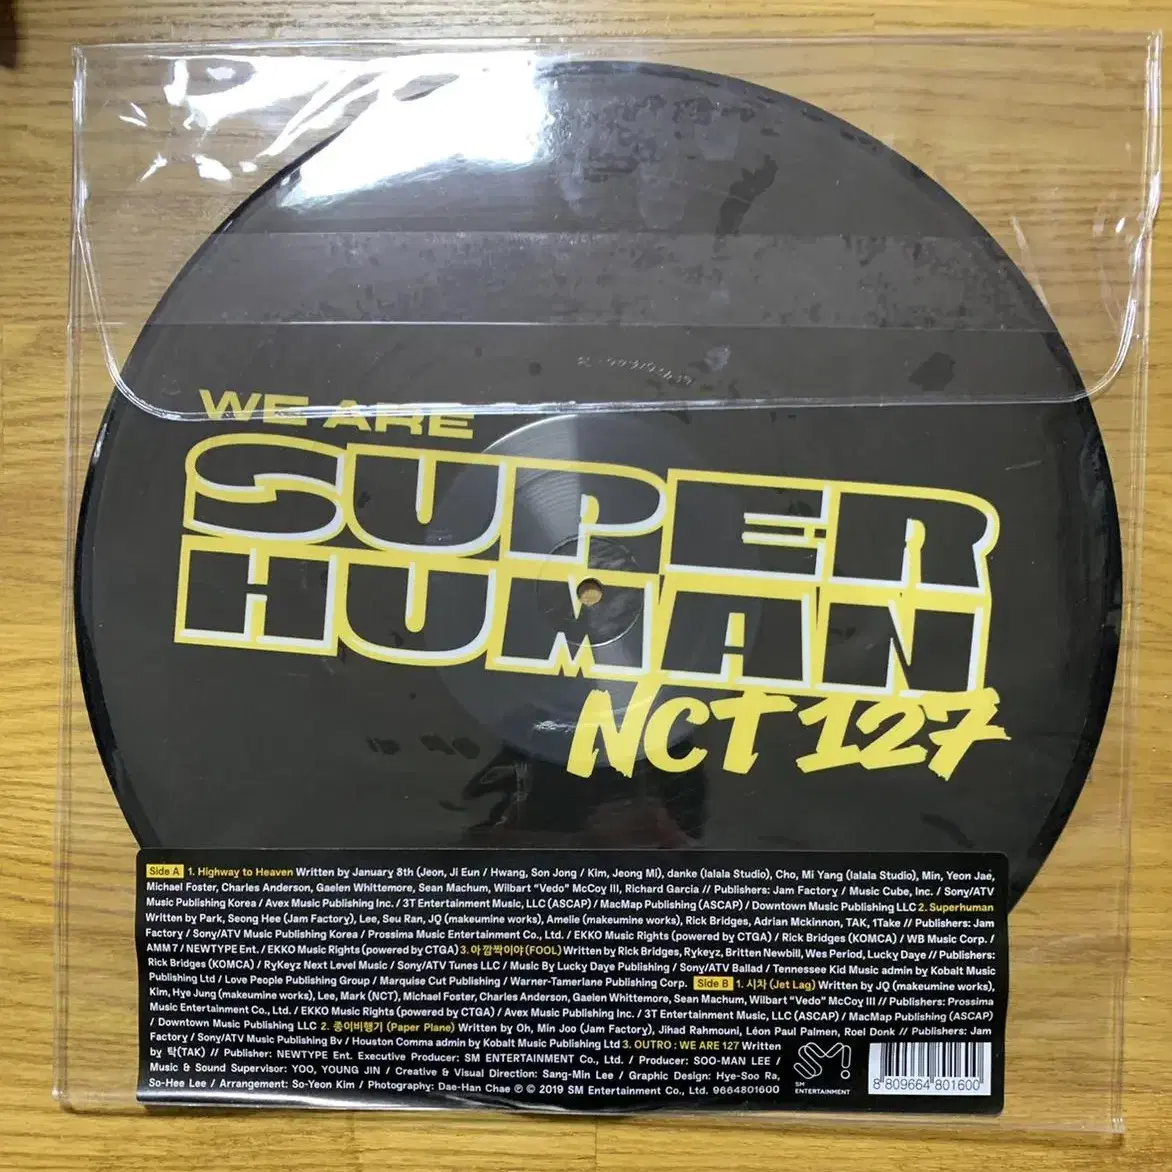 WE ARE
SUPER
HUMAN
NCT 127
Side A 1. Highway to Heaven Written by January 8th (Jeon, Ji Eun / Hwang, Son Jong / Kim, Jeong Mi), danke (lalala Studio), Cho, Mi Yang (lalala Studio), Min, Yeon Jae,
Michael Foster, Charles Anderson, Gaelen Whittemore, Sean Machum, Wilbart "Vedo" McCoy III, Richard Garcia // Publishers: Jam Factory / Music Cube, Inc. / Sony/ATV
Music Publishing Korea / Avex Music Publishing Inc. / 3T Entertainment Music, LLC (ASCAP) / MacMap Publishing (ASCAP) / Downtown Music Publishing LLC 2. Superhuman
Written by Park, Seong Hee (Jam Factory), Lee, Seu Ran, JQ (makeumine works), Amelie (makeumine works), Rick Bridges, Adrian Mckinnon, TAK, 1Take // Publishers: Jam
Factory / Sony/ATV Music Publishing Korea / Prossima Music Entertainment Co., Ltd. / EKKO Music Rights (powered by CTGA) / Rick Bridges (KOMCA) / WB Music Corp. /
AMM 7 / NEWTYPE Ent. / EKKO Music Rights (powered by CTGA) 3. 아 깜짝이야 (FOOL) Written by Rick Bridges, Rykeyz, Britten Newbill, Wes Period, Lucky Daye // Publishers:
Rick Bridges (KOMCA) / RyKeyz Next Level Music / Sony/ATV Tunes LLC / Music By Lucky Daye Publishing / Sony/ATV Ballad / Tennessee Kid Music admin by Kobalt Music
Publishing Ltd / Love People Publishing Group / Marquise Cut Publishing / Warner-Tamerlane Publishing Corp. Side B 1. 시차 (Jet Lag) Written by JQ (makeumine works),
Kim, Hye Jung (makeumine works), Lee, Mark (NCT), Michael Foster, Charles Anderson, Gaelen Whittemore, Sean Machum, Wilbart "Vedo" McCoy III // Publishers: Prossima
Music Entertainment Co., Ltd. / EKKO Music Rights (powered by CTGA) / Avex Music Publishing Inc. / 3T Entertainment Music, LLC (ASCAP) / MacMap Publishing (ASCAP)
/ Downtown Music Publishing LLC 2. 종이비행기 (Paper Plane) Written by Oh, Min Joo (Jam Factory), Jihad Rahmouni, Léon Paul Palmen, Roel Donk // Publishers: Jam
Factory / Sony/ATV Music Publishing Bv / Houston Comma admin by Kobalt Music Publishing Ltd 3. OUTRO : WE ARE 127 Written
by 탁(TAK) // Publisher: NEWTYPE Ent. Executive Producer: SM ENTERTAINMENT Co., Ltd. / Producer: SOO-MAN LEE /
Music & Sound Supervisor: YOO, YOUNG JIN / Creative & Visual Direction: Sang-Min Lee / Graphic Design: Hye-Soo Ra,
So-Hee Lee / Arrangement: So-Yeon Kim / Photography: Dae-Han Chae ℗ © 2019 SM Entertainment Co., Ltd. 9664801600
SM!
SM
ENTERTAINMENT
8 809664 801600